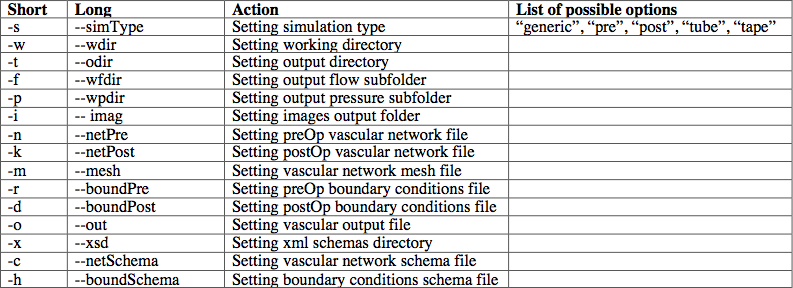 Short Long Action List of possible options
-s --simType Setting simulation type “generic”, “pre”, “post”, “tube”, “tape”
-w --wdir Setting working directory
-t --odir Setting output directory
-f --wfdir Setting output flow subfolder
-p --wpdir Setting output pressure subfolder
-i -- imag Setting images output folder
-n --netPre Setting preOp vascular network file
-k --netPost Setting postOp vascular network file
-m --mesh Setting vascular network mesh file
-r --boundPre Setting preOp boundary conditions file
-d --boundPost Setting postOp boundary conditions file
-o --out Setting vascular output file
-x --xsd Setting xml schemas directory
-c --netSchema Setting vascular network schema file
-h --boundSchema Setting boundary conditions schema file